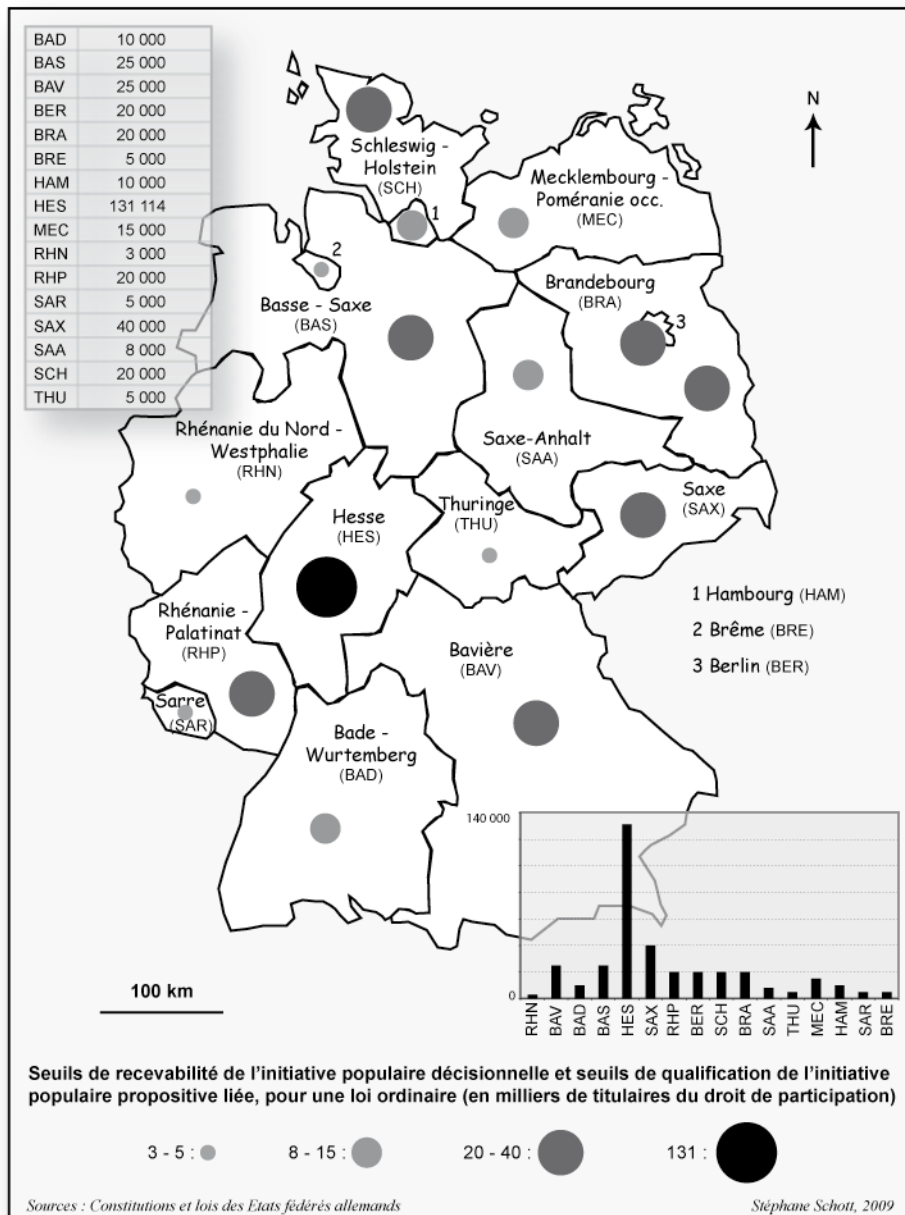 BAD 10 000
BAS 25 000
BAV 25 000
BER 20 000
BRA 20 000
BRE 5 000
HAM 10 000
HES 131 114
MEC 15 000
RHN 3 000
RHP 20 000
SAR 5 000
SAX 40 000
SAA 8 000
SCH 20 000
THU 5 000
N
Schleswig -
Holstein
(SCH)
Mecklembourg -
Poméranie occ.
(MEC)
1
2
Brandebourg
(BRA)
3
Basse - Saxe
(BAS)
Rhénanie du Nord -
Westphalie
(RHN)
Saxe-Anhalt
(SAA)
Saxe
(SAX)
Thuringe
(THU)
Hesse
(HES)
1 Hambourg (HAM)
2 Brême (BRE)
3 Berlin (BER)
Rhénanie -
Palatinat
(RHP)
Bavière
(BAV)
Sarre
(SAR)
Bade -
Wurtemberg
(BAD)
140 000
0
RHN BAV BAD BAS HES SAX RHP BER SCH BRA SAA THU MEC HAM SAR BRE
100 km
Seuils de recevabilité de l'initiative populaire décisionnelle et seuils de qualification de l'initiative
populaire propositive liée, pour une loi ordinaire (en milliers de titulaires du droit de participation)
3 - 5 : 8 - 15 : 20 - 40 : 131 :
Sources : Constitutions et lois des Etats fédérés allemands Stéphane Schott, 2009